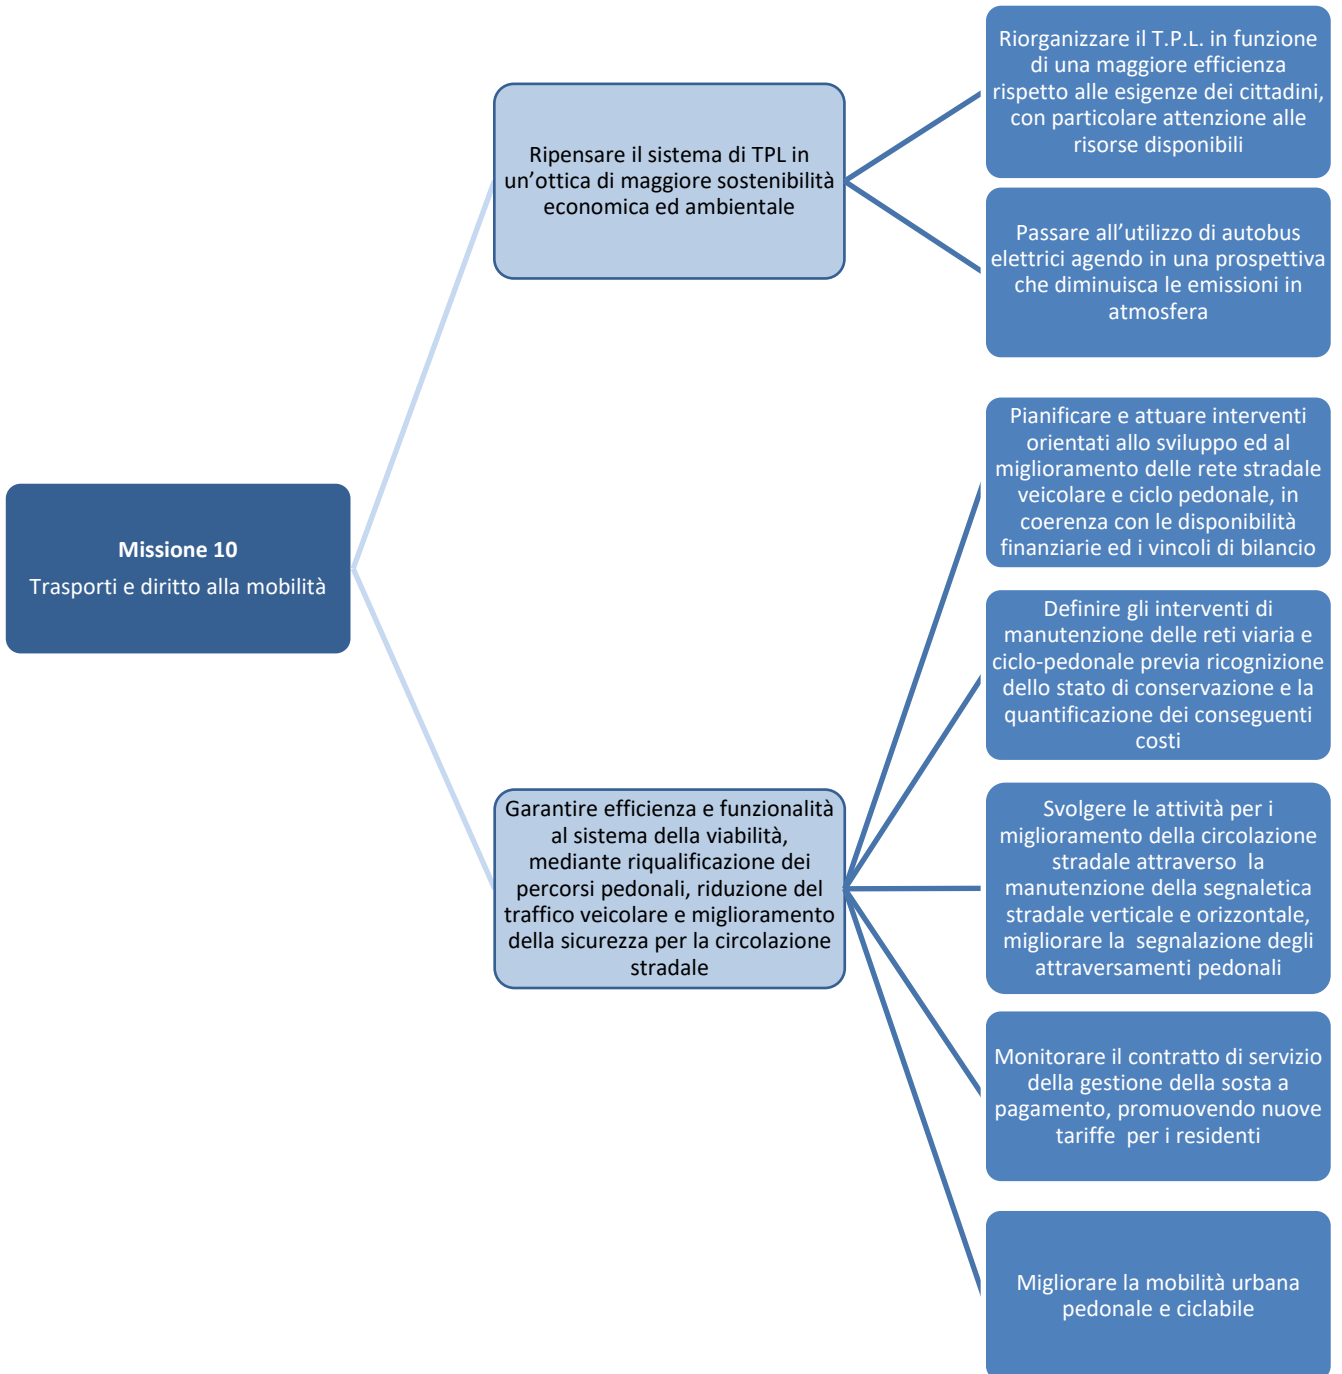 Missione 10
Trasporti e diritto alla mobilità
Ripensare il sistema di TPL in
un’ottica di maggiore sostenibilità
economica ed ambientale
Riorganizzare il T.P.L. in funzione
di una maggiore efficienza
rispetto alle esigenze dei cittadini,
con particolare attenzione alle
risorse disponibili
Passare all’utilizzo di autobus
elettrici agendo in una prospettiva
che diminuisca le emissioni in
atmosfera
Garantire efficienza e funzionalità
al sistema della viabilità,
mediante riqualificazione dei
percorsi pedonali, riduzione del
traffico veicolare e miglioramento
della sicurezza per la circolazione
stradale
Pianificare e attuare interventi
orientati allo sviluppo ed al
miglioramento delle rete stradale
veicolare e ciclo pedonale, in
coerenza con le disponibilità
finanziarie ed i vincoli di bilancio
Definire gli interventi di
manutenzione delle reti viaria e
ciclo-pedonale previa ricognizione
dello stato di conservazione e la
quantificazione dei conseguenti
costi
Svolgere le attività per i
miglioramento della circolazione
stradale attraverso  la
manutenzione della segnaletica
stradale verticale e orizzontale,
migliorare la  segnalazione degli
attraversamenti pedonali
Monitorare il contratto di servizio
della gestione della sosta a
pagamento, promuovendo nuove
tariffe  per i residenti
Migliorare la mobilità urbana
pedonale e ciclabile